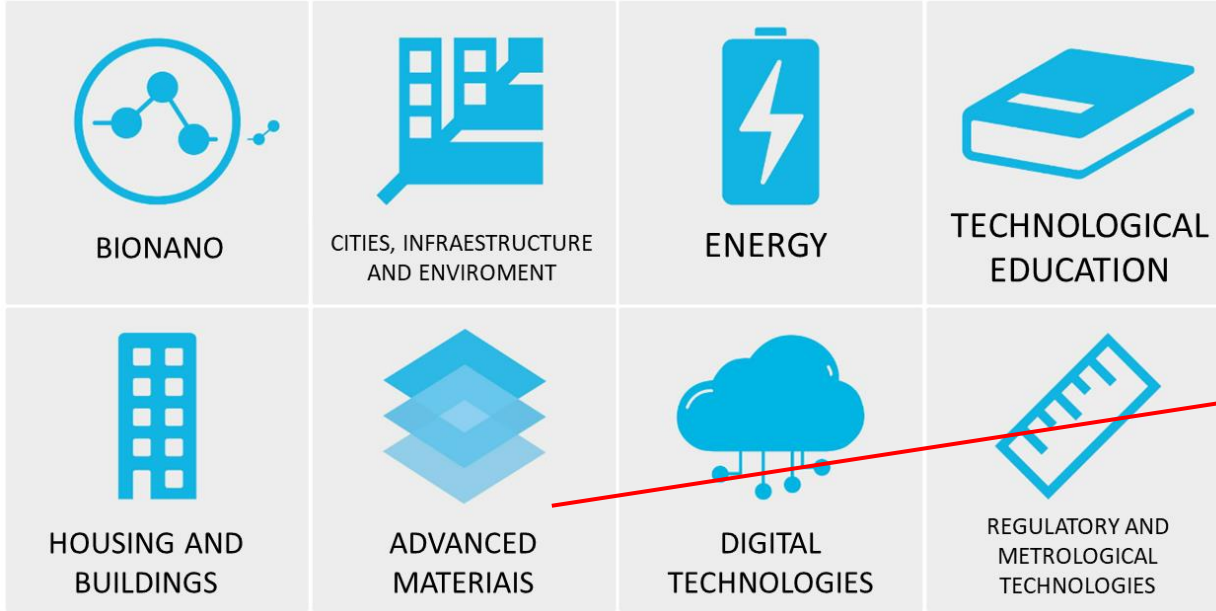 BIONANO
CITIES, INFRAESTRUCTURE
AND ENVIROMENT
ENERGY
TECHNOLOGICAL
EDUCATION
HOUSING AND
BUILDINGS
ADVANCED
MATERIAIS
DIGITAL
TECHNOLOGIES
REGULATORY AND
METROLOGICAL
TECHNOLOGIES